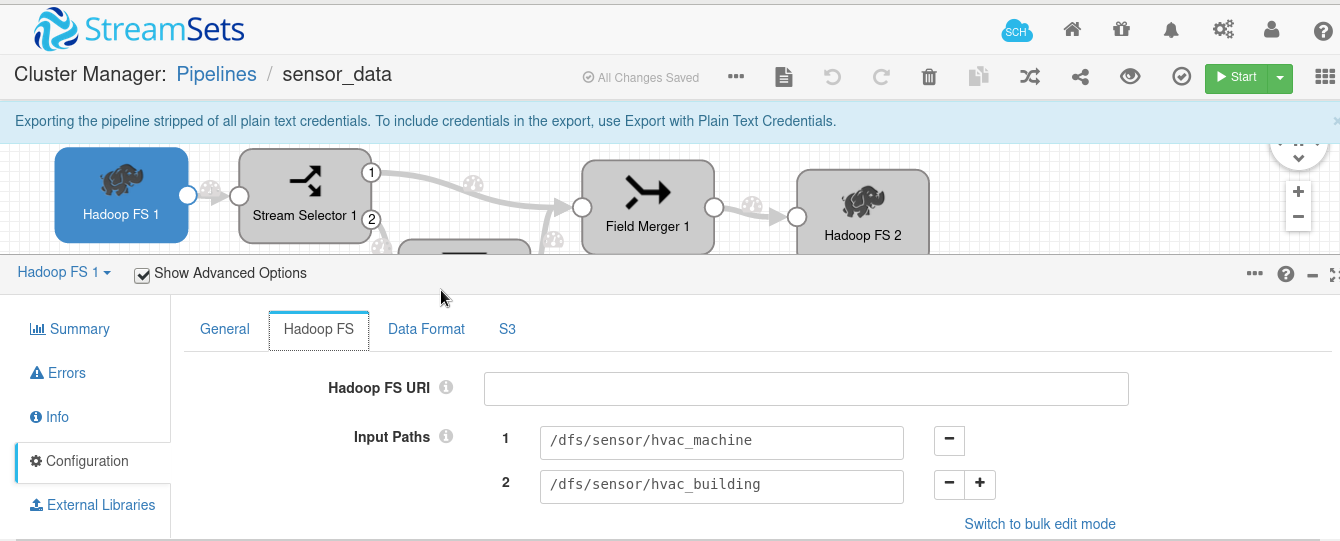 StreamSets
SCH
Cluster Manager: Pipelines / sensor_data
All Changes Saved
Start
Exporting the pipeline stripped of all plain text credentials. To include credentials in the export, use Export with Plain Text Credentials.
Hadoop FS 1
Stream Selector 1
1
2
Field Merger 1
Hadoop FS 2
Hadoop FS 1
Show Advanced Options
Summary
Errors
Info
Configuration
External Libraries
General
Hadoop FS
Data Format
S3
Hadoop FS URI
Input Paths
1 /dfs/sensor/hvac_machine
2 /dfs/sensor/hvac_building
Switch to bulk edit mode